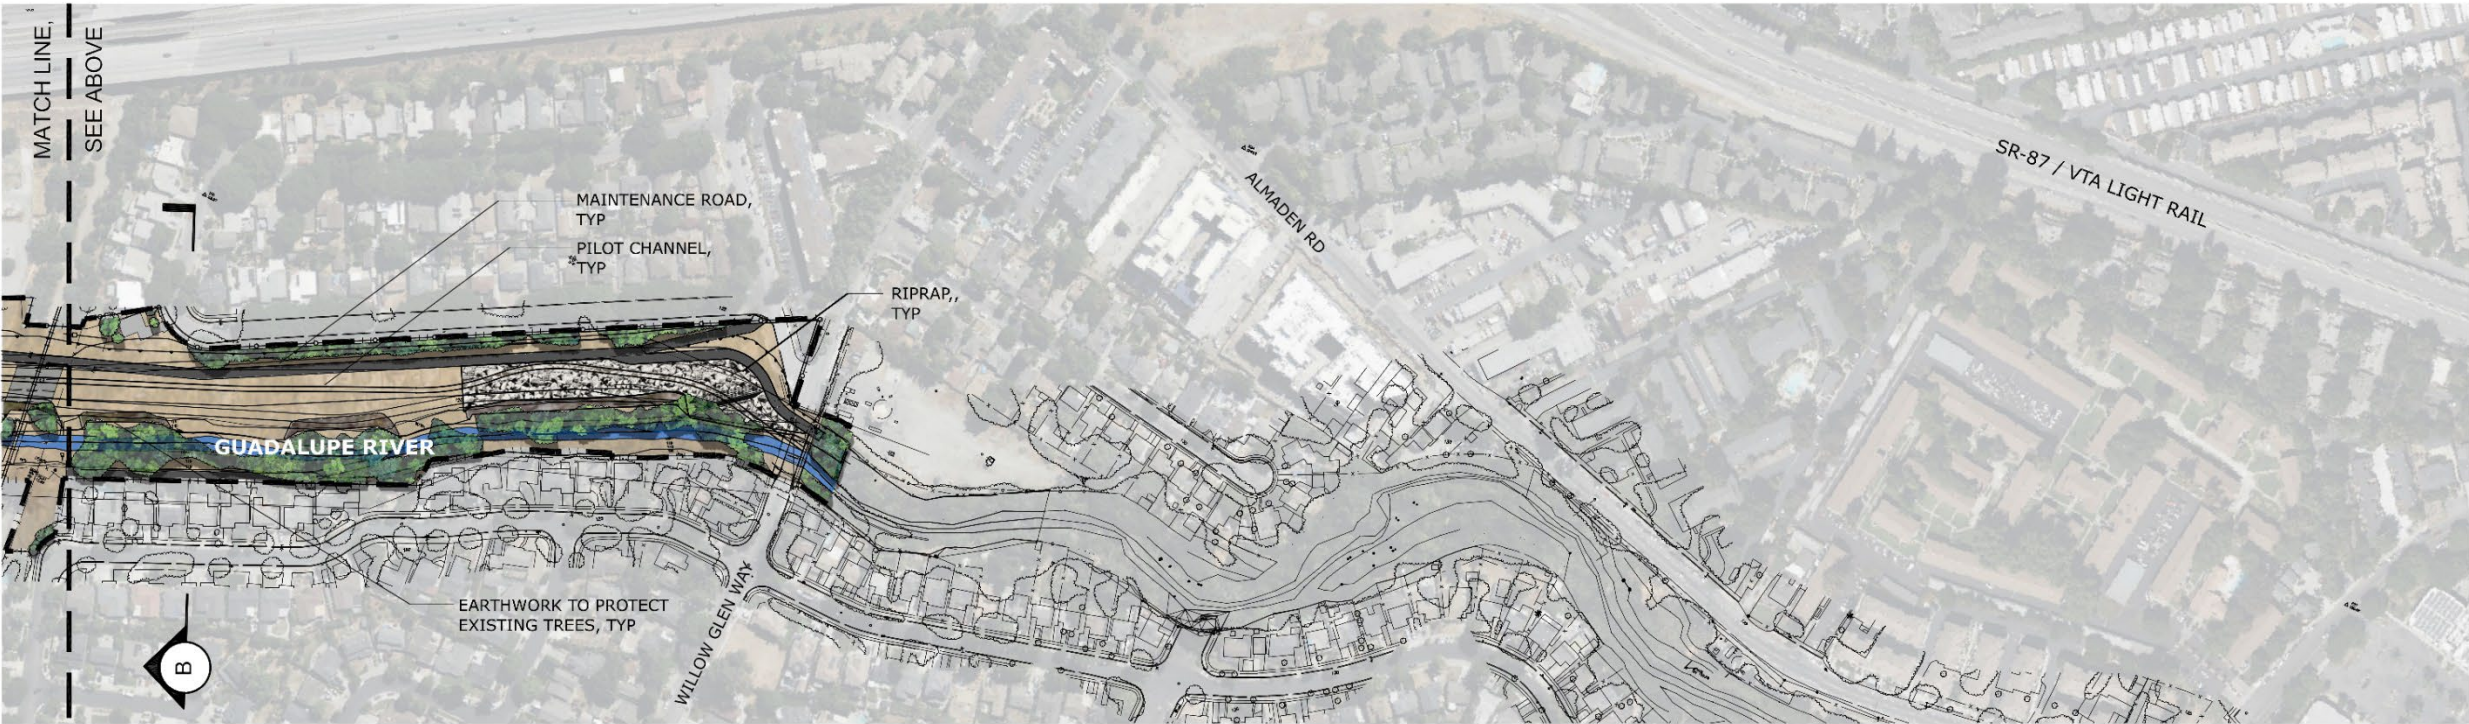 MATCH LINE,
SEE ABOVE
SR-87 / VTA LIGHT RAIL
ALMADEN RD
MAINTENANCE ROAD,
TYP
PILOT CHANNEL,
TYP
RIPRAP,,
TYP
GUADALUPE RIVER
EARTHWORK TO PROTECT
EXISTING TREES, TYP
WILLOW GLEN WAY
B